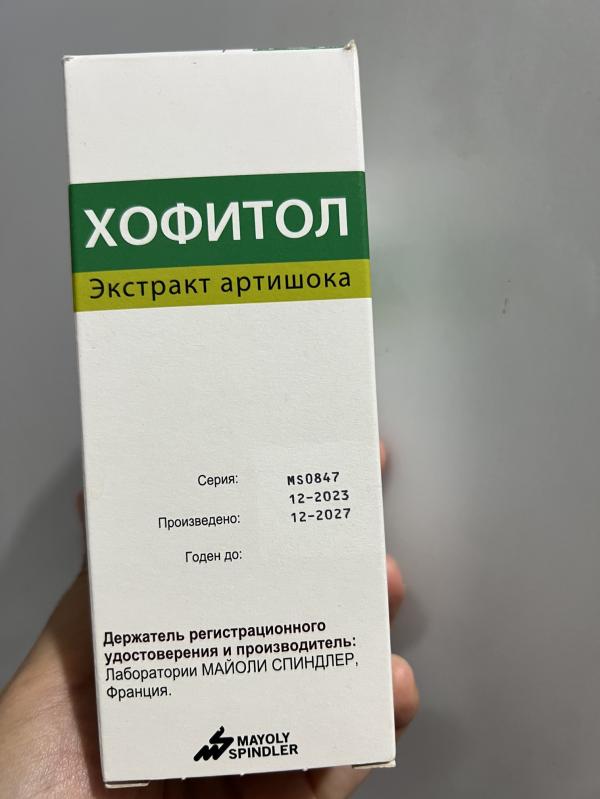 ХОФИТОЛ
Экстракт артишока
Серия: MS0847
12-2023
Произведено: 12-2027
Годен до:
Держатель регистрационного
удостоверения и производитель:
Лаборатории МАЙОЛИ СПИНДЛЕР,
Франция.
MAYOLY
SPINDLER